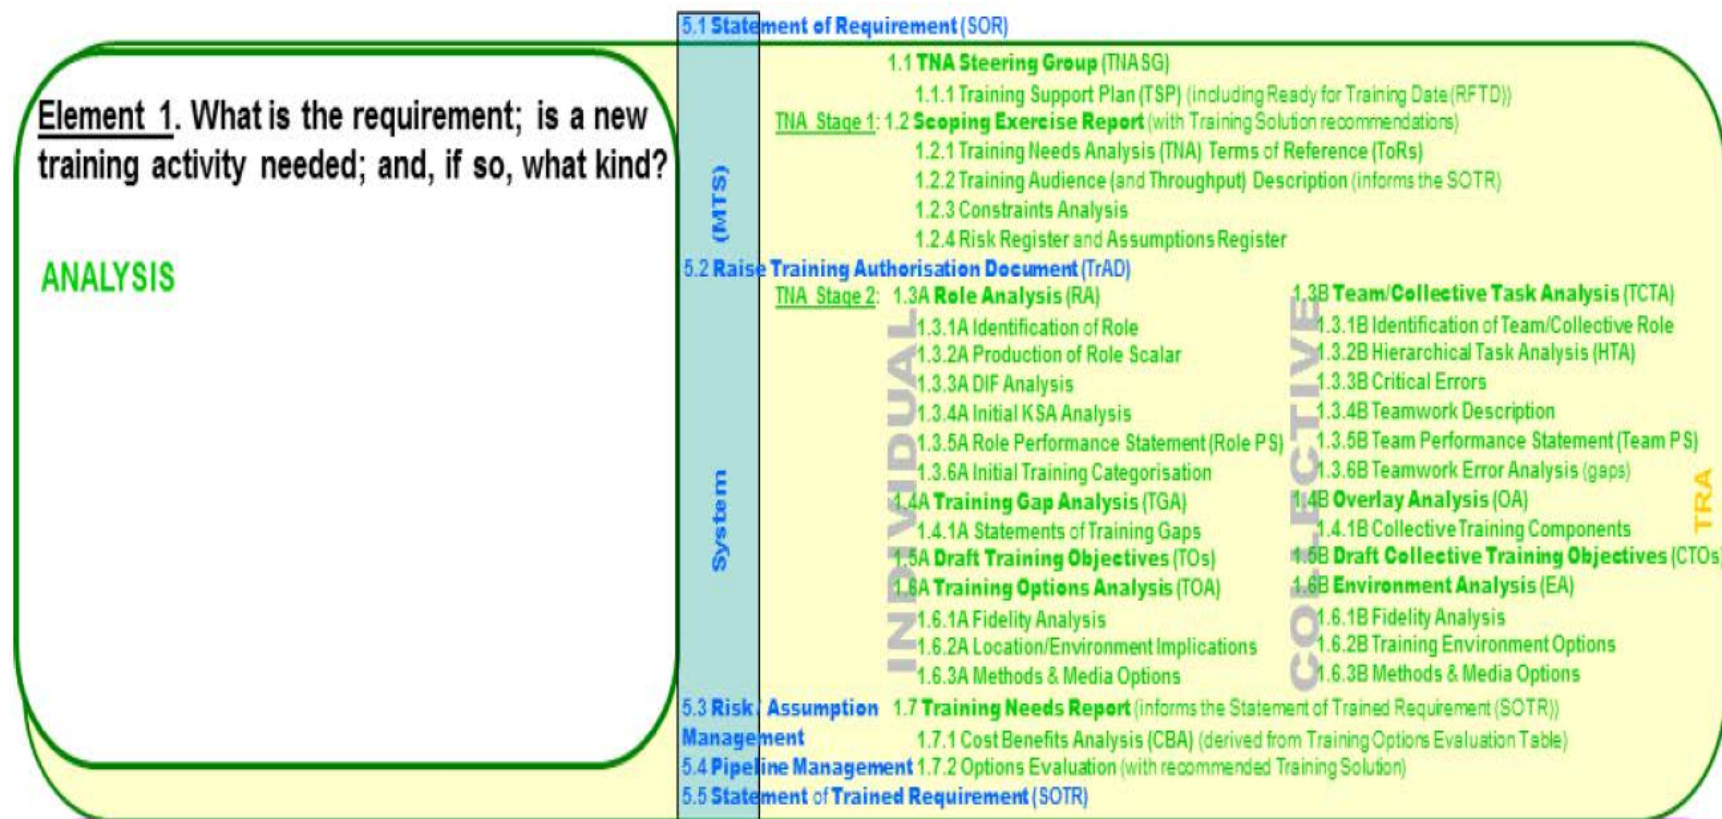 5.1 Statement of Requirement (SOR)
Element 1. What is the requirement; is a new
training activity needed; and, if so, what kind?
ANALYSIS
(MTS)
System
1.1 TNA Steering Group (TNASG)
1.1.1 Training Support Plan (TSP) (including Ready for Training Date (RFTD))
TNA Stage 1: 1.2 Scoping Exercise Report (with Training Solution recommendations)
1.2.1 Training Needs Analysis (TNA) Terms of Reference (ToRs)
1.2.2 Training Audience (and Throughput) Description (informs the SOTR)
1.2.3 Constraints Analysis
1.2.4 Risk Register and Assumptions Register
5.2 Raise Training Authorisation Document (TrAD)
TNA Stage 2: 1.3A Role Analysis (RA)
1.3.1A Identification of Role
1.3.2A Production of Role Scalar
1.3.3A DIF Analysis
1.3.4A Initial KSA Analysis
1.3.5A Role Performance Statement (Role PS)
1.3.6A Initial Training Categorisation
1.4A Training Gap Analysis (TGA)
1.4.1A Statements of Training Gaps
1.5A Draft Training Objectives (TOs)
1.6A Training Options Analysis (TOA)
1.6.1A Fidelity Analysis
1.6.2A Location/Environment Implications
1.6.3A Methods & Media Options
INDIVIDUAL
1.3B Team/Collective Task Analysis (TCTA)
1.3.1B Identification of Team/Collective Role
1.3.2B Hierarchical Task Analysis (HTA)
1.3.3B Critical Errors
1.3.4B Teamwork Description
1.3.5B Team Performance Statement (Team PS)
1.3.6B Teamwork Error Analysis (gaps)
1.4B Overlay Analysis (OA)
1.4.1B Collective Training Components
1.5B Draft Collective Training Objectives (CTOs)
1.6B Environment Analysis (EA)
1.6.1B Fidelity Analysis
1.6.2B Training Environment Options
1.6.3B Methods & Media Options
COLLECTIVE
TRA
5.3 Risk / Assumption
Management
5.4 Pipeline Management
5.5 Statement of Trained Requirement (SOTR)
1.7 Training Needs Report (informs the Statement of Trained Requirement (SOTR))
1.7.1 Cost Benefits Analysis (CBA) (derived from Training Options Evaluation Table)
1.7.2 Options Evaluation (with recommended Training Solution)